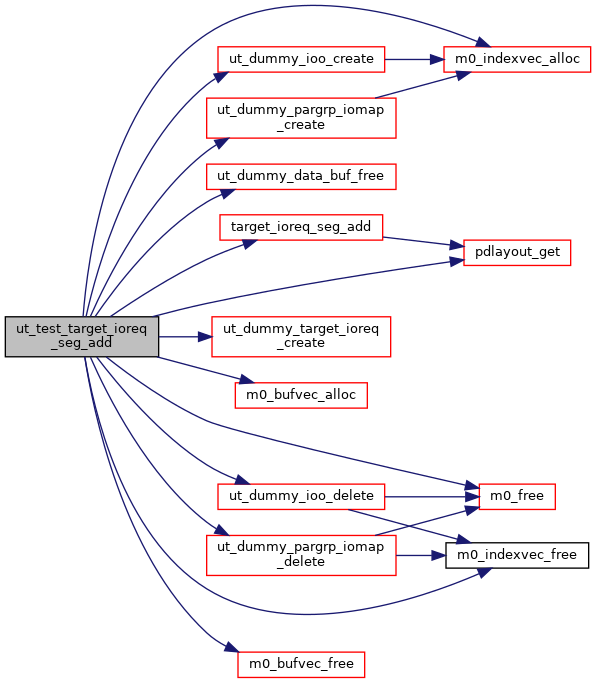 ut_dummy_ioo_create
m0_indexvec_alloc
ut_dummy_pargrp_iomap
_create
ut_dummy_data_buf_free
target_ioreq_seg_add
pdlayout_get
ut_test_target_ioreq
_seg_add
ut_dummy_target_ioreq
_create
m0_bufvec_alloc
ut_dummy_ioo_delete
m0_free
ut_dummy_pargrp_iomap
_delete
m0_indexvec_free
m0_bufvec_free